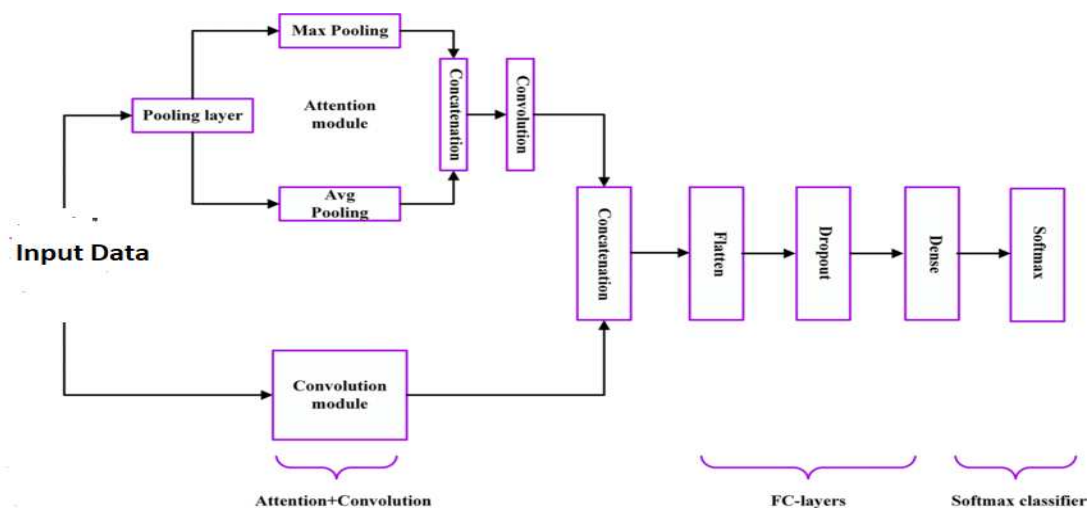 Max Pooling
Pooling layer
Attention
module
Concatenation
Convolution
Avg
Pooling
Input Data
Concatenation
Flatten
Dropout
Dense
Softmax
Convolution
module
Attention+Convolution
FC-layers
Softmax classifier